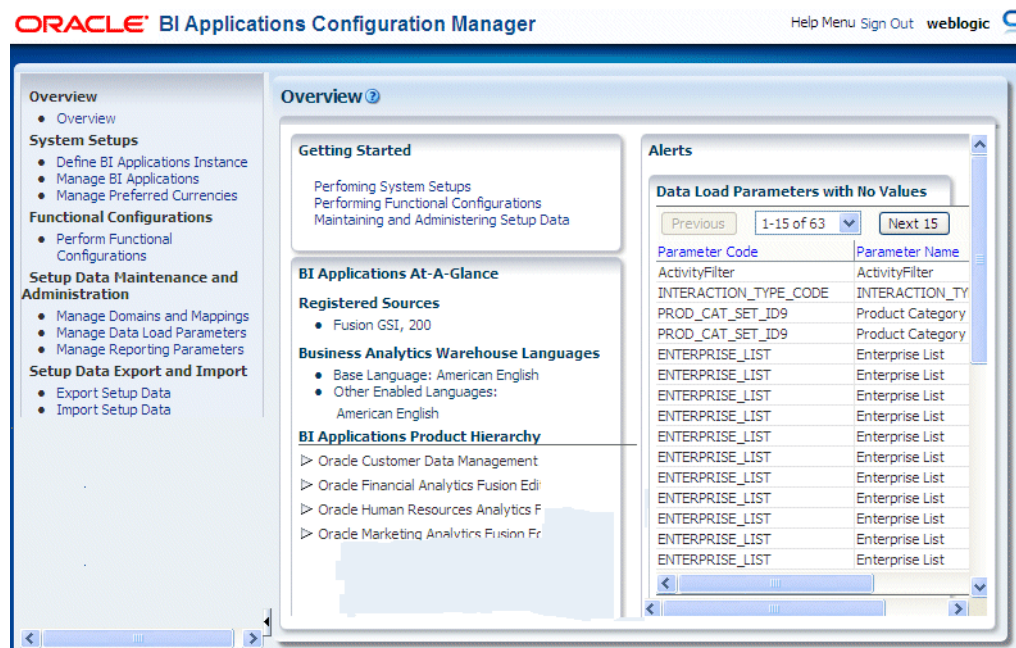 ORACLE BI Applications Configuration Manager
Help Menu Sign Out weblogic
Overview
Overview
System Setups
Define BI Applications Instance
Manage BI Applications
Manage Preferred Currencies
Functional Configurations
Perform Functional
Configurations
Setup Data Maintenance and
Administration
Manage Domains and Mappings
Manage Data Load Parameters
Manage Reporting Parameters
Setup Data Export and Import
Export Setup Data
Import Setup Data
Overview
Getting Started
Perfoming System Setups
Performing Functional Configurations
Maintaining and Administering Setup Data
BI Applications At-A-Glance
Registered Sources
Fusion GSI, 200
Business Analytics Warehouse Languages
Base Language: American English
Other Enabled Languages:
American English
BI Applications Product Hierarchy
Oracle Customer Data Management
Oracle Financial Analytics Fusion Edi
Oracle Human Resources Analytics F
Oracle Marketing Analytics Fusion
Alerts
Data Load Parameters with No Values
Previous 1-15 of 63 Next 15
Parameter Code Parameter Name
ActivityFilter ActivityFilter
INTERACTION_TYPE_CODE INTERACTION_TY
PROD_CAT_SET_ID9 Product Category
PROD_CAT_SET_ID9 Product Category
ENTERPRISE_LIST Enterprise List
ENTERPRISE_LIST Enterprise List
ENTERPRISE_LIST Enterprise List
ENTERPRISE_LIST Enterprise List
ENTERPRISE_LIST Enterprise List
ENTERPRISE_LIST Enterprise List
ENTERPRISE_LIST Enterprise List
ENTERPRISE_LIST Enterprise List
ENTERPRISE_LIST Enterprise List
ENTERPRISE_LIST Enterprise List
ENTERPRISE_LIST Enterprise List